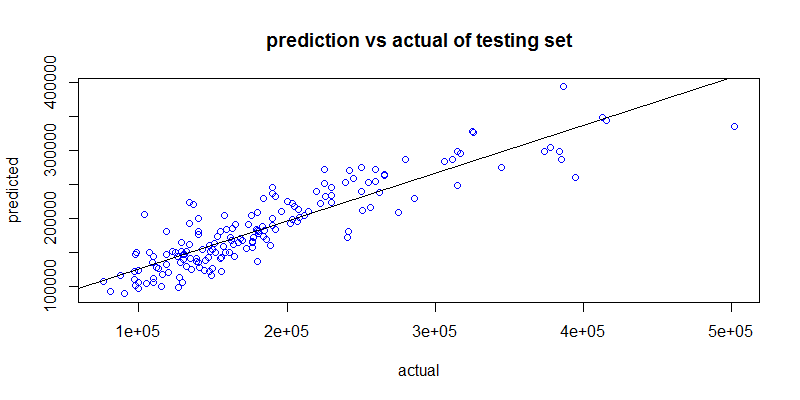 prediction vs actual of testing set
predicted
400000
300000
200000
100000
1e+05 2e+05 3e+05 4e+05 5e+05
actual